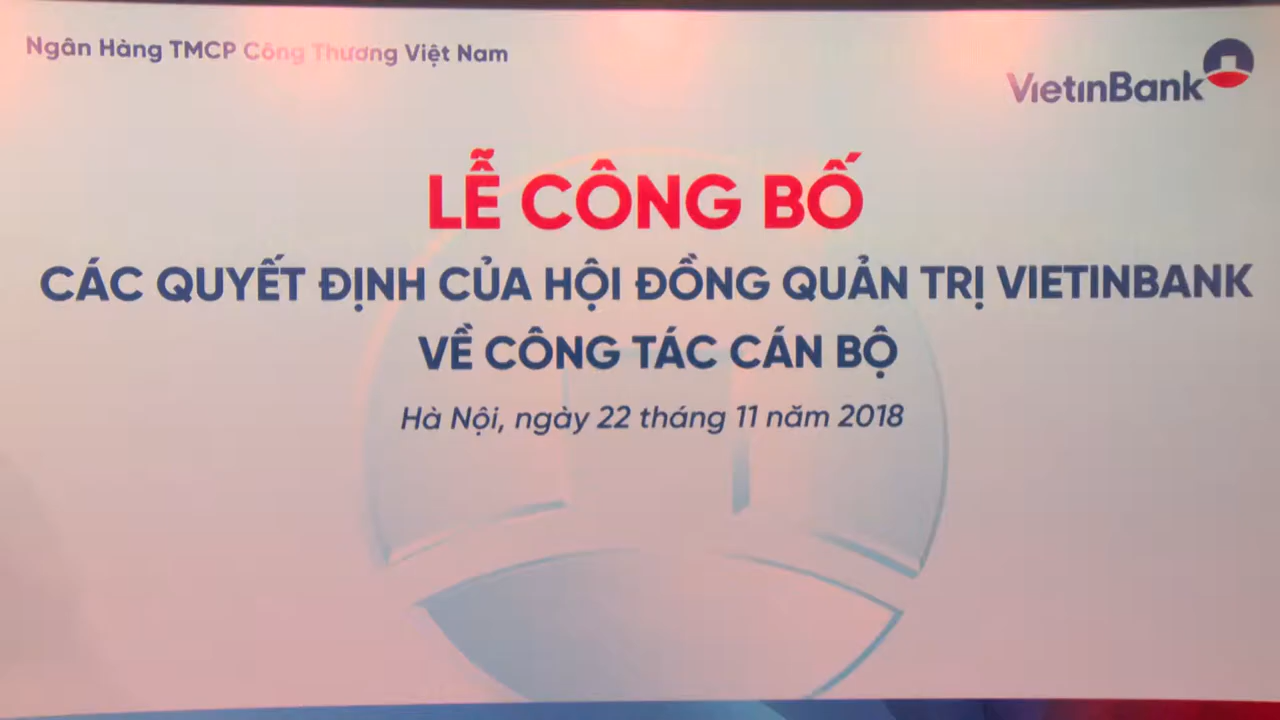 Ngân Hàng TMCP Công Thương Việt Nam
VietinBank
LỄ CÔNG BỐ
CÁC QUYẾT ĐỊNH CỦA HỘI ĐỒNG QUẢN TRỊ VIETINBANK
VỀ CÔNG TÁC CÁN BỘ
Hà Nội, ngày 22 tháng 11 năm 2018